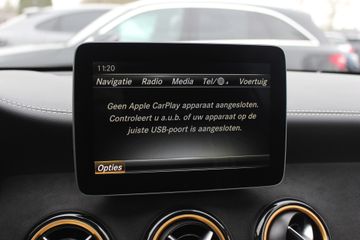 11:20
Navigatie Radio Media Tel/ Voertuig
Geen Apple CarPlay apparaat aangesloten.
Controleert u a.u.b. of uw apparaat op de
juiste USB-poort is aangesloten.
Opties